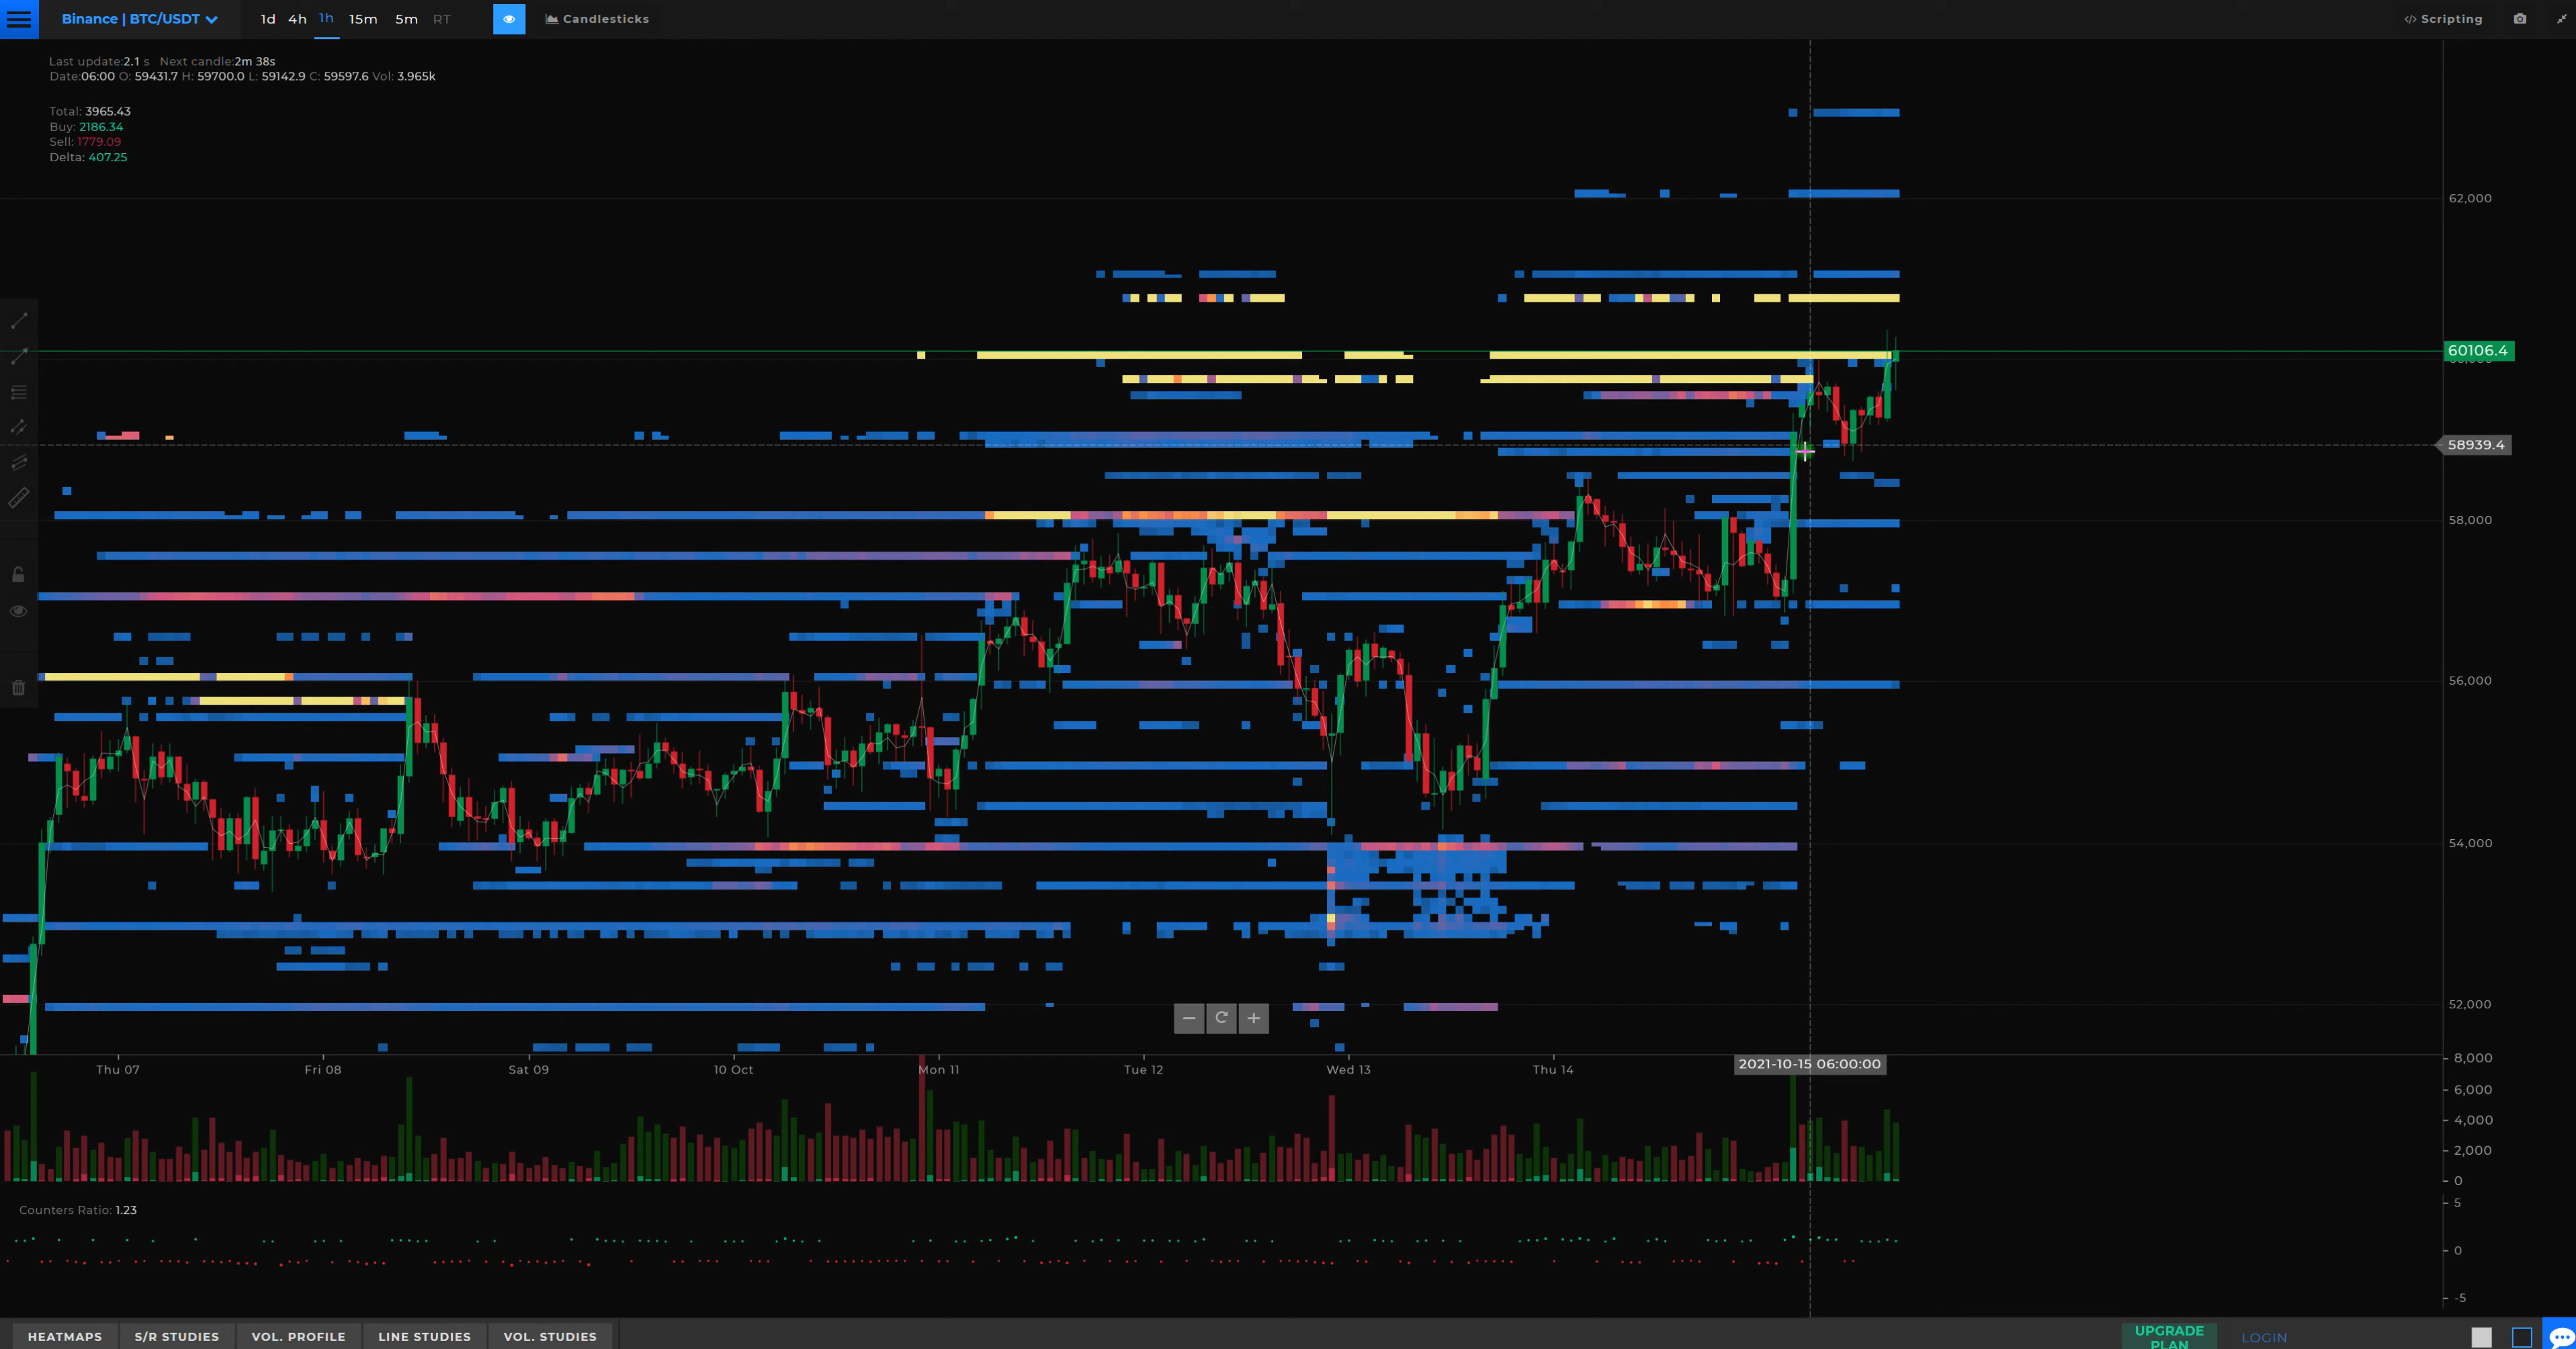 Binance | BTC/USDT 1d 4h 1h 15m 5m RT Candlesticks </> Scripting
Last update:2.1 s Next candle:2m 38s
Date:06:00 O: 59431.7 H: 59700.0 L: 59142.9 C: 59597.6 Vol: 3.965k
Total: 3965.43
Buy: 2186.34
Sell: 1779.09
Delta: 407.25
62,000
60106.4
58939.4
58,000
56,000
54,000
52,000
Thu 07 Fri 08 Sat 09 10 Oct Mon 11 Tue 12 Wed 13 Thu 14 2021-10-15 06:00:00
8,000
6,000
4,000
2,000
0
Counters Ratio: 1.23
5
0
-5
HEATMAPS S/R STUDIES VOL. PROFILE LINE STUDIES VOL. STUDIES UPGRADE PLAN LOGIN